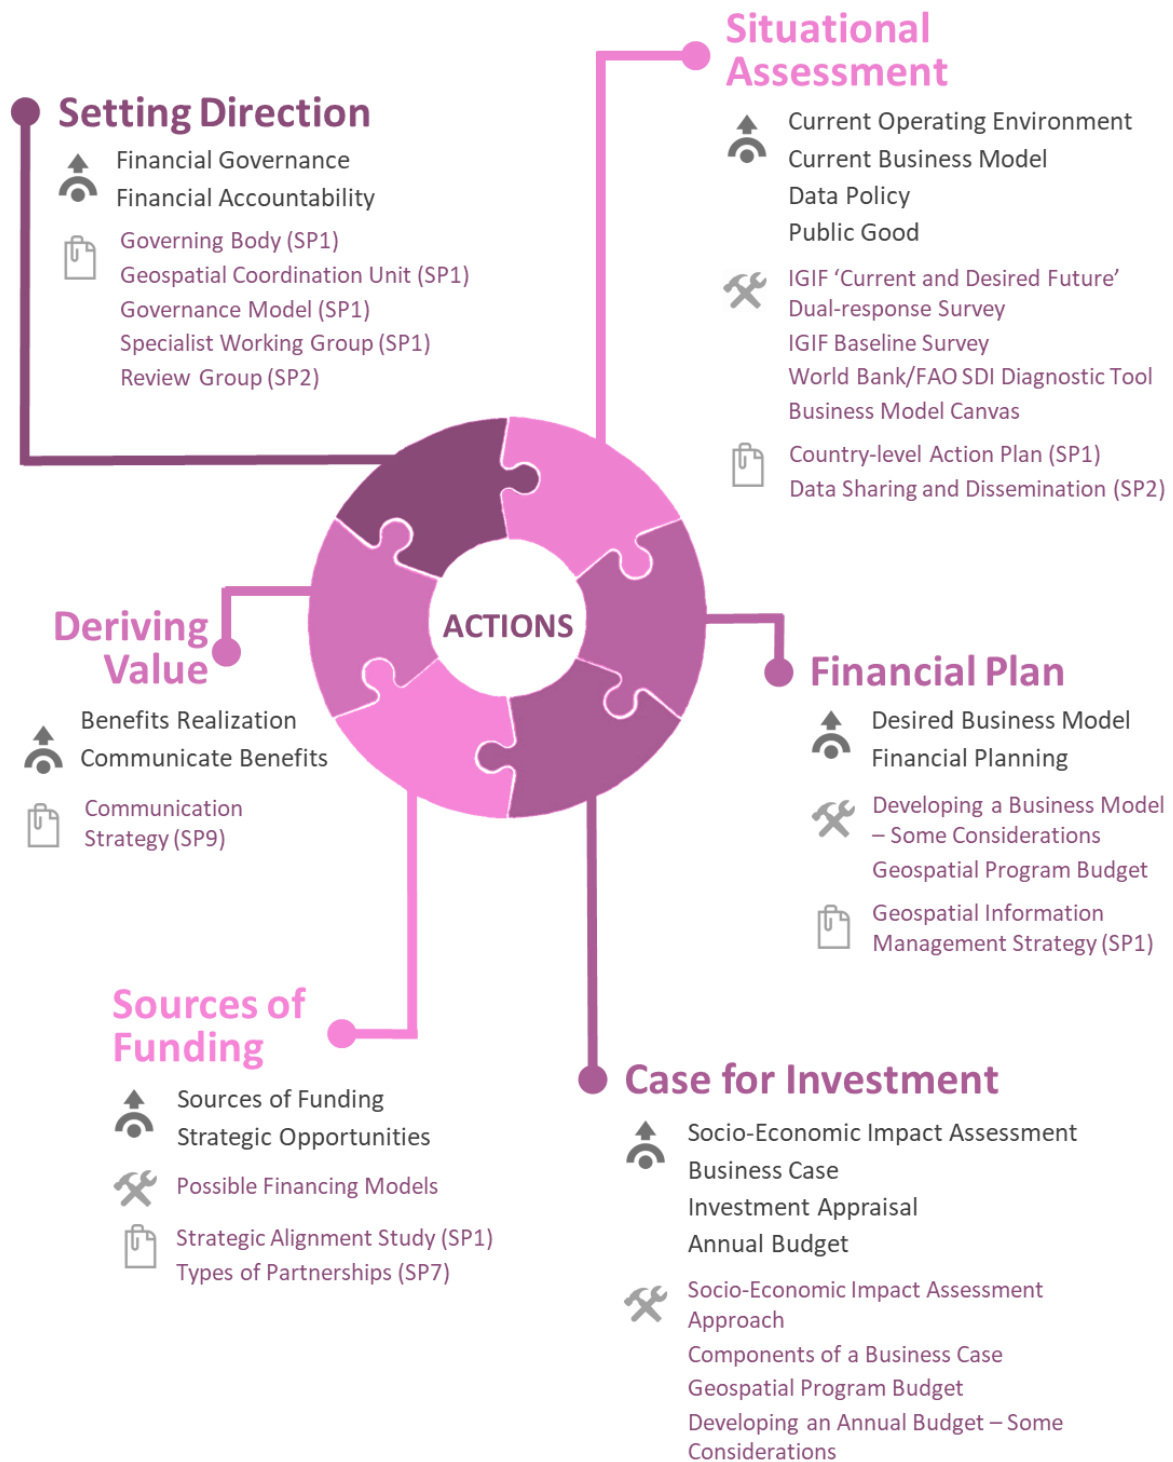 Setting Direction
Financial Governance
Financial Accountability
Governing Body (SP1)
Geospatial Coordination Unit (SP1)
Governance Model (SP1)
Specialist Working Group (SP1)
Review Group (SP2)
Situational
Assessment
Current Operating Environment
Current Business Model
Data Policy
Public Good
IGIF ‘Current and Desired Future’
Dual-response Survey
IGIF Baseline Survey
World Bank/FAO SDI Diagnostic Tool
Business Model Canvas
Country-level Action Plan (SP1)
Data Sharing and Dissemination (SP2)
ACTIONS
Deriving
Value
Benefits Realization
Communicate Benefits
Communication
Strategy (SP9)
Financial Plan
Desired Business Model
Financial Planning
Developing a Business Model
– Some Considerations
Geospatial Program Budget
Geospatial Information
Management Strategy (SP1)
Sources of
Funding
Sources of Funding
Strategic Opportunities
Possible Financing Models
Strategic Alignment Study (SP1)
Types of Partnerships (SP7)
Case for Investment
Socio-Economic Impact Assessment
Business Case
Investment Appraisal
Annual Budget
Socio-Economic Impact Assessment
Approach
Components of a Business Case
Geospatial Program Budget
Developing an Annual Budget – Some
Considerations